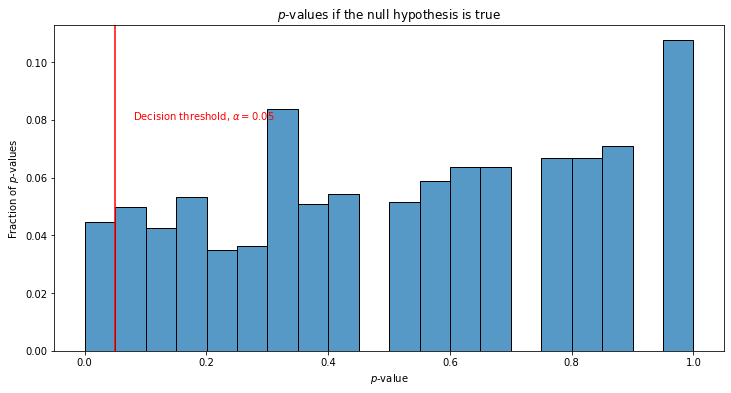 p-values if the null hypothesis is true
Decision threshold, α = 0.05
Fraction of p-values
0.10
0.08
0.06
0.04
0.02
0.00
0.0 0.2 0.4 0.6 0.8 1.0
p-value